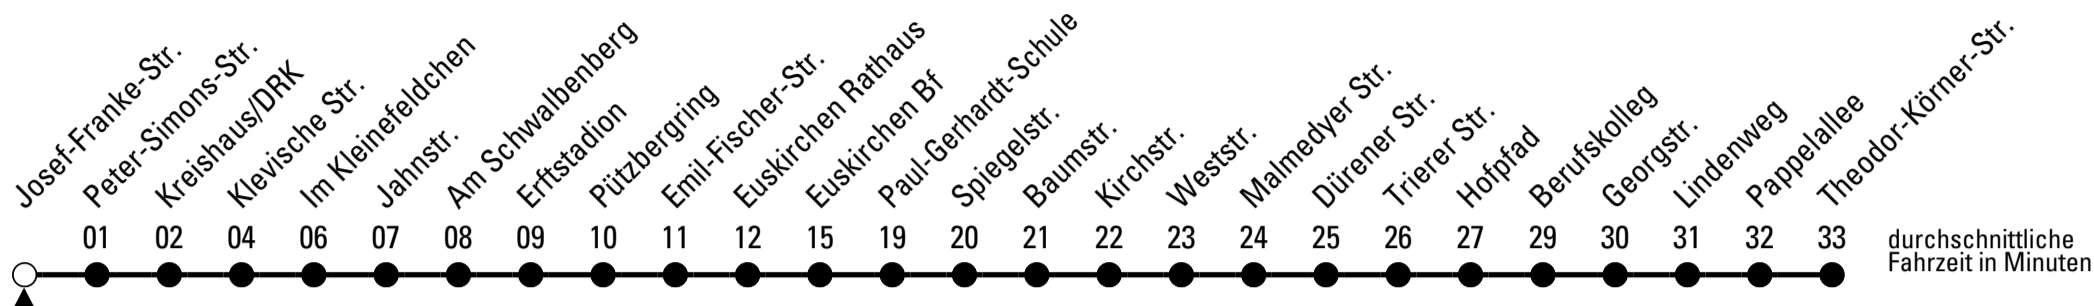 Josef-Franke-Str.
Peter-Simons-Str.
Kreishaus/DRK
Klevische Str.
Im Kleinefeldchen
Jahnstr.
Am Schwalbenberg
Erftstadion
Pützbergring
Emil-Fischer-Str.
Euskirchen Rathaus
Euskirchen Bf
Paul-Gerhardt-Schule
Spiegelstr.
Baumstr.
Kirchstr.
Weststr.
Malmedyer Str.
Dürener Str.
Trierer Str.
Hofpfad
Berufskolleg
Georgstr.
Lindenweg
Pappelallee
Theodor-Körner-Str.
01 02 04 06 07 08 09 10 11 12 15 19 20 21 22 23 24 25 26 27 29 30 31 32 33
durchschnittliche
Fahrzeit in Minuten